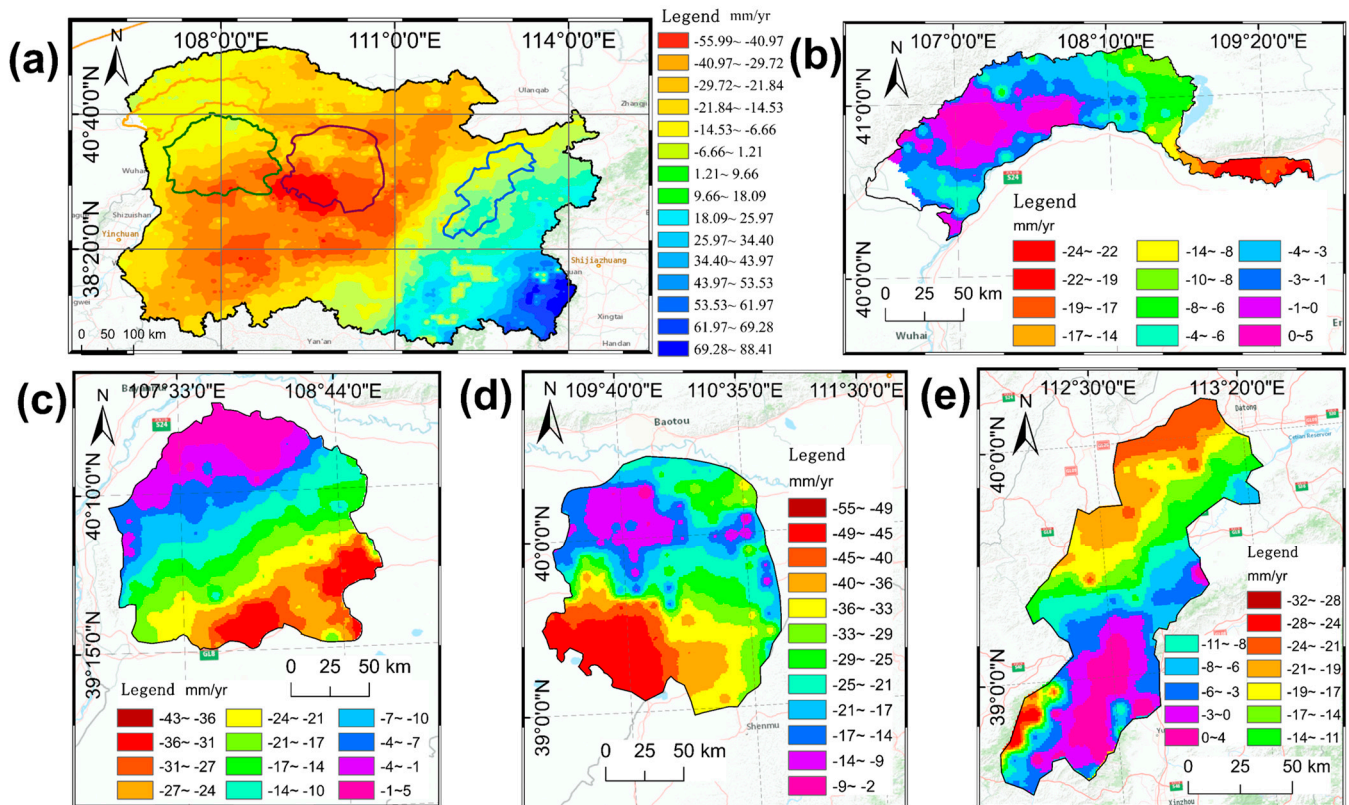 (a)
N
108°0'0"E
111°0'0"E
114°0'0"E
40°40'0"N
38°20'0"N
Ulanqab
Wuhai
Shizuishan
Yinchuan
Shijiazhuang
Xingtai
Handan
Yan'an
0 50 100 km
Legend mm/yr
-55.99~ -40.97
-40.97~ -29.72
-29.72~ -21.84
-21.84~ -14.53
-14.53~ -6.66
-6.66~ 1.21
1.21~ 9.66
9.66~ 18.09
18.09~ 25.97
25.97~ 34.40
34.40~ 43.97
43.97~ 53.53
53.53~ 61.97
61.97~ 69.28
69.28~ 88.41
(b)
N
107°0'0"E
108°10'0"E
109°20'0"E
41°0'0"N
40°0'0"N
S24
0 25 50 km
Wuhai
Legend
mm/yr
-24~ -22
-22~ -19
-19~ -17
-17~ -14
-14~ -8
-10~ -8
-8~ -6
-4~ -6
-4~ -3
-3~ -1
-1~0
0~5
(c)
N
107°33'0"E
108°44'0"E
40°10'0"N
39°15'0"N
S24
G18
0 25 50 km
Legend mm/yr
-43~ -36
-36~ -31
-31~ -27
-27~ -24
-24~ -21
-21~ -17
-17~ -14
-14~ -10
-7~ -10
-4~ -7
-4~ -1
-1~5
(d)
N
109°40'0"E
110°35'0"E
111°30'0"E
40°0'0"N
39°0'0"N
Baotou
Shenmu
0 25 50 km
Legend
mm/yr
-55~ -49
-49~ -45
-45~ -40
-40~ -36
-36~ -33
-33~ -29
-29~ -25
-25~ -21
-21~ -17
-17~ -14
-14~ -9
-9~ -2
(e)
N
112°30'0"E
113°20'0"E
40°0'0"N
39°0'0"N
Datong
Xinzhou
Legend
mm/yr
-32~ -28
-28~ -24
-24~ -21
-21~ -19
-19~ -17
-17~ -14
-14~ -11
-11~ -8
-8~ -6
-6~ -3
-3~0
0~4
0 25 50 km